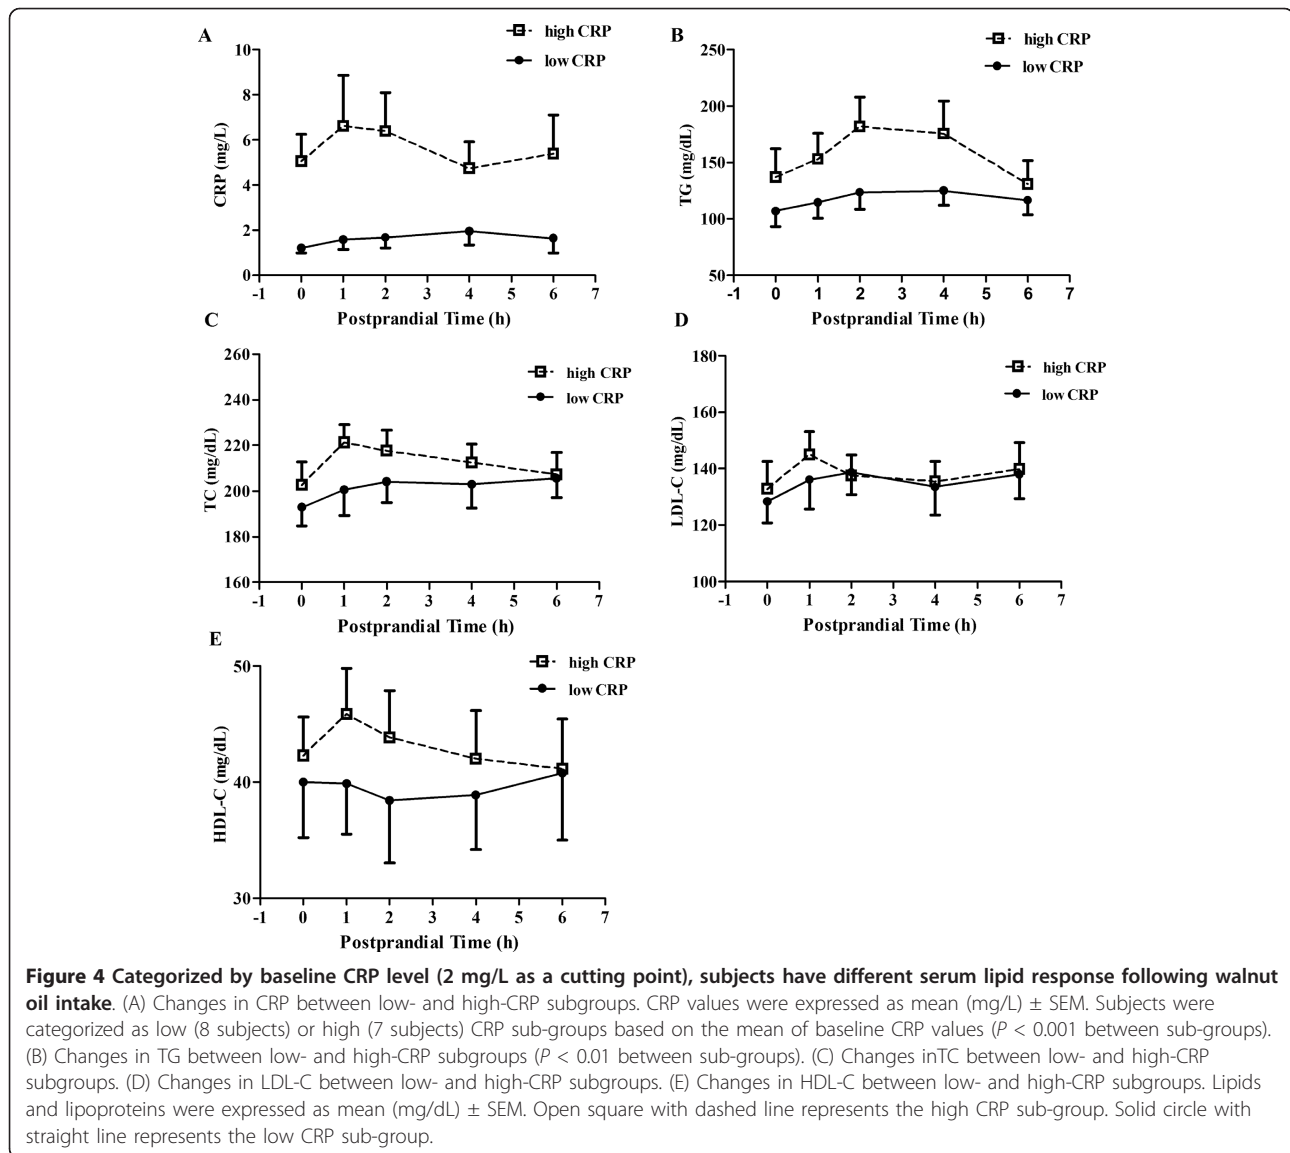 A
high CRP
low CRP
10
8
6
4
2
0
CRP (mg/L)
-1 0 1 2 3 4 5 6 7
Postprandial Time (h)
B
high CRP
low CRP
250
200
150
100
50
TG (mg/dL)
-1 0 1 2 3 4 5 6 7
Postprandial Time (h)
C
high CRP
low CRP
260
240
220
200
180
160
TC (mg/dL)
-1 0 1 2 3 4 5 6 7
Postprandial Time (h)
D
high CRP
low CRP
180
160
140
120
100
LDL-C (mg/dL)
-1 0 1 2 3 4 5 6 7
Postprandial Time (h)
E
high CRP
low CRP
50
40
30
HDL-C (mg/dL)
-1 0 1 2 3 4 5 6 7
Postprandial Time (h)
Figure 4 Categorized by baseline CRP level (2 mg/L as a cutting point), subjects have different serum lipid response following walnut
oil intake. (A) Changes in CRP between low- and high-CRP subgroups. CRP values were expressed as mean (mg/L) ± SEM. Subjects were
categorized as low (8 subjects) or high (7 subjects) CRP sub-groups based on the mean of baseline CRP values (P < 0.001 between sub-groups).
(B) Changes in TG between low- and high-CRP subgroups (P < 0.01 between sub-groups). (C) Changes inTC between low- and high-CRP
subgroups. (D) Changes in LDL-C between low- and high-CRP subgroups. (E) Changes in HDL-C between low- and high-CRP subgroups. Lipids
and lipoproteins were expressed as mean (mg/dL) ± SEM. Open square with dashed line represents the high CRP sub-group. Solid circle with
straight line represents the low CRP sub-group.